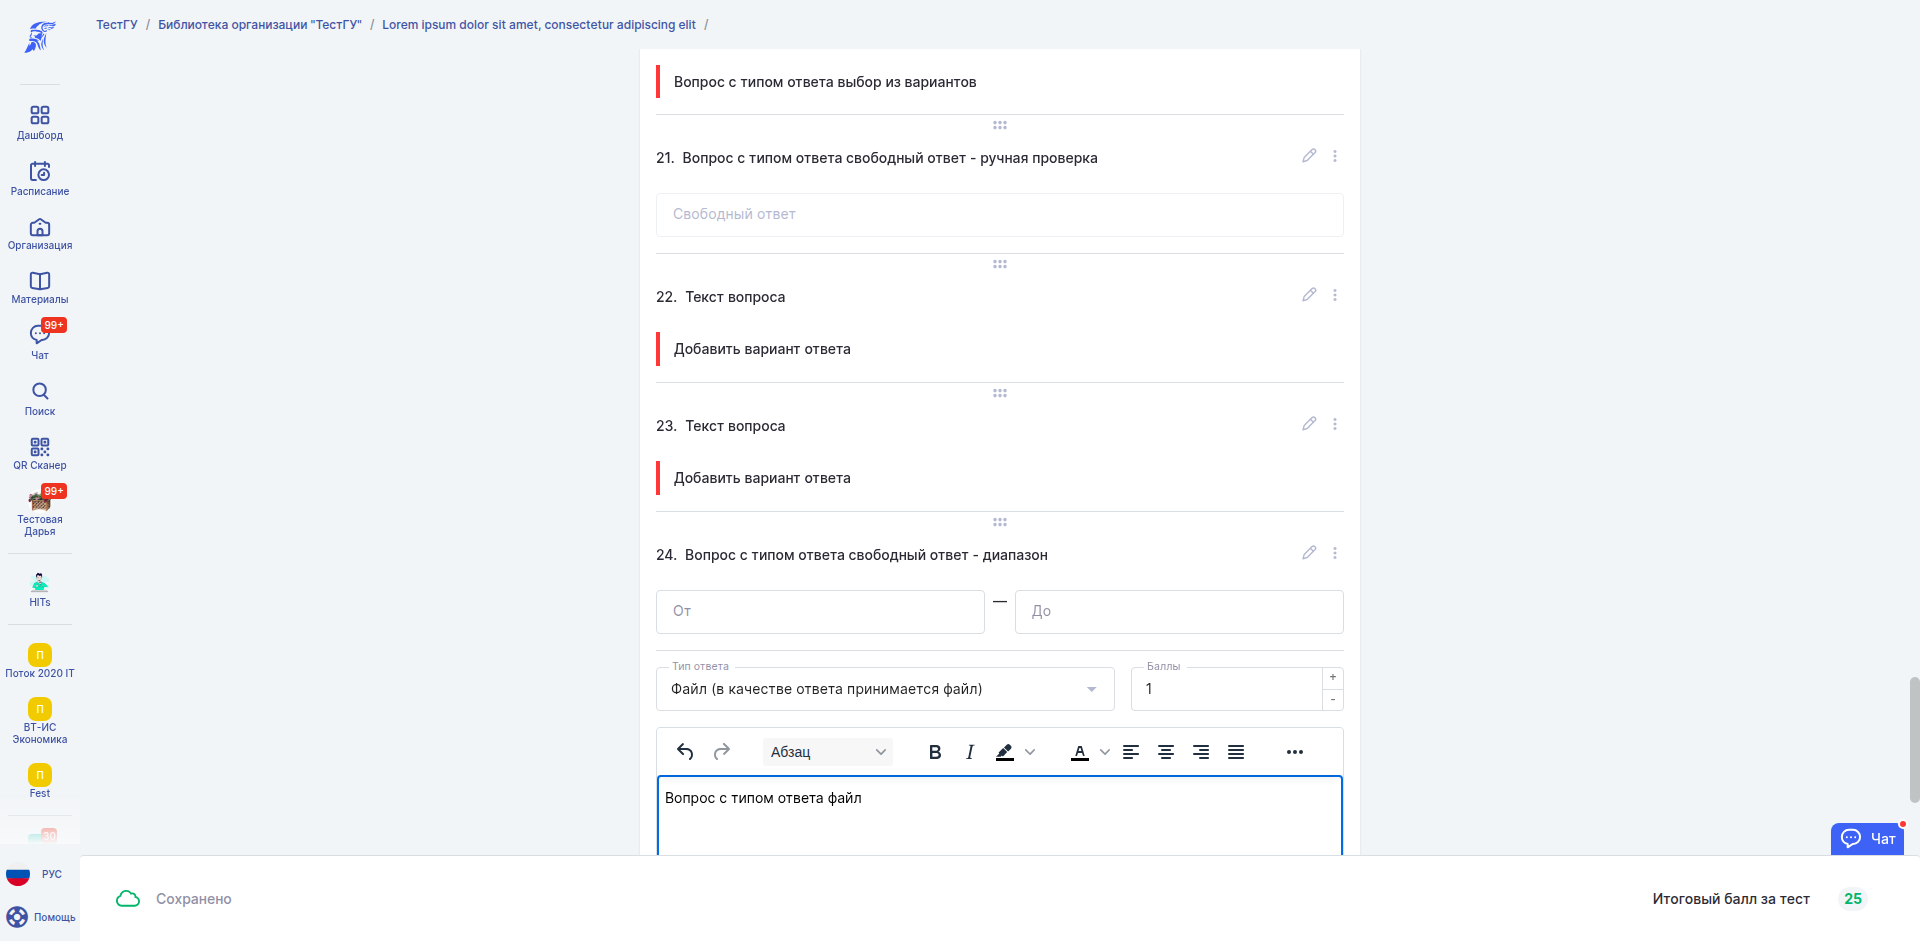 ТестГУ / Библиотека организации "ТестГУ" / Lorem ipsum dolor sit amet, consectetur adipiscing elit /
Дашборд
Расписание
Организация
Материалы
99+
Чат
Поиск
QR Сканер
99+
Тестовая
Дарья
HITs
П
Поток 2020 IT
П
ВТ-ИС
Экономика
П
Fest
30
РУС
Помощь
Вопрос с типом ответа выбор из вариантов
21. Вопрос с типом ответа свободный ответ - ручная проверка
Свободный ответ
22. Текст вопроса
Добавить вариант ответа
23. Текст вопроса
Добавить вариант ответа
24. Вопрос с типом ответа свободный ответ - диапазон
От — До
Тип ответа
Файл (в качестве ответа принимается файл)
Баллы
1
+
-
Абзац B I A
Вопрос с типом ответа файл
Чат
Сохранено
Итоговый балл за тест 25